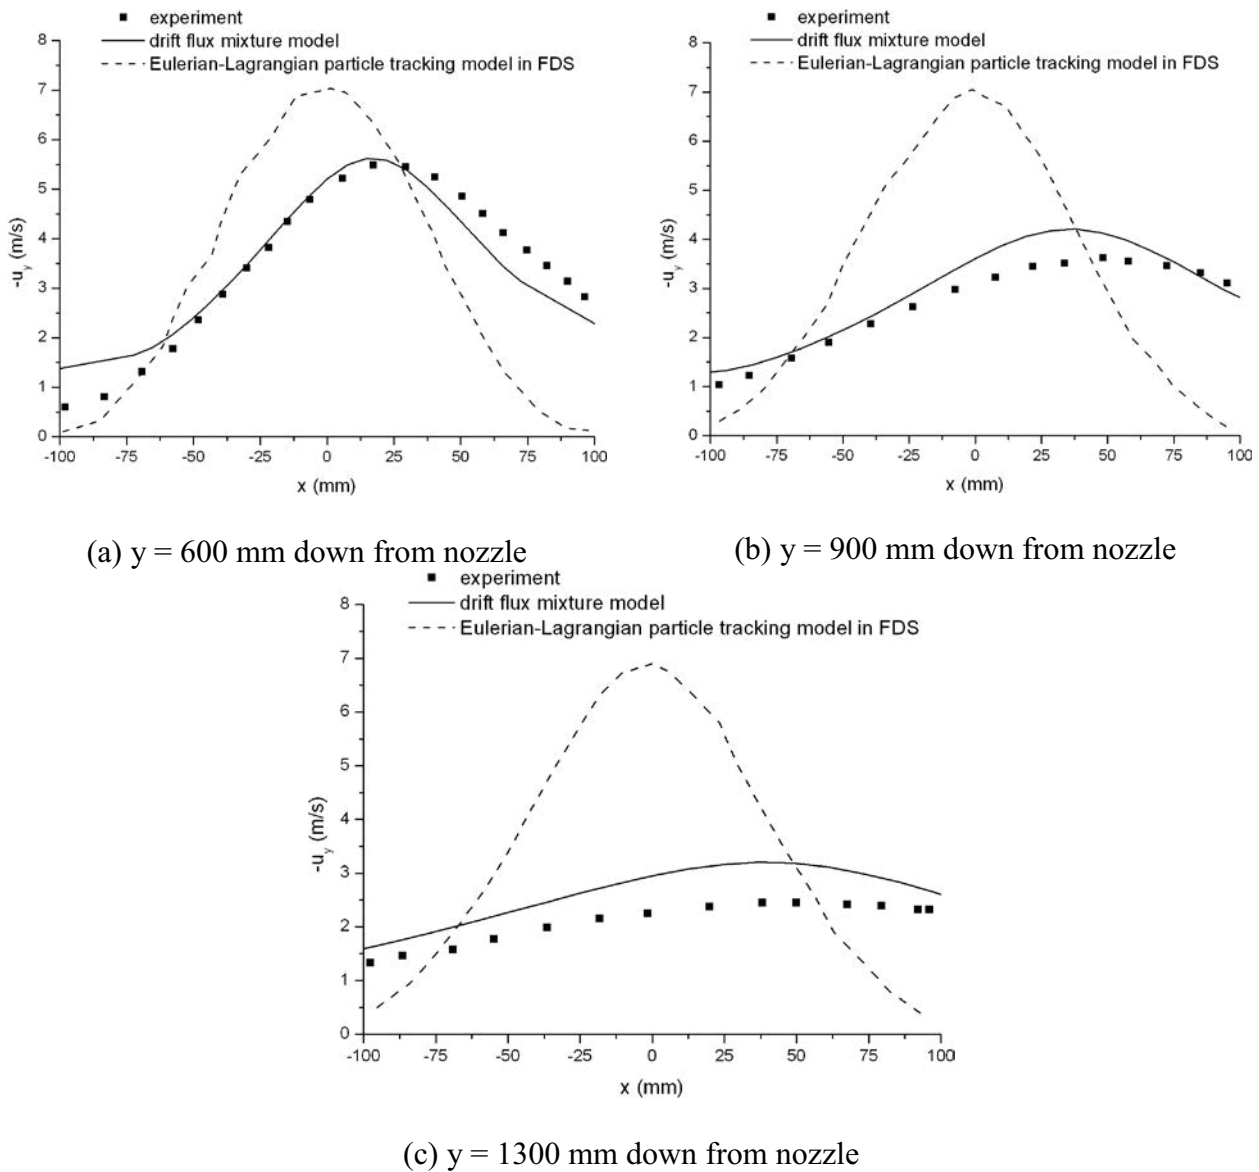 experiment
drift flux mixture model
Eulerian-Lagrangian particle tracking model in FDS
8
7
6
5
4
3
2
1
0
-u_y (m/s)
-100 -75 -50 -25 0 25 50 75 100
x (mm)
(a) y = 600 mm down from nozzle
experiment
drift flux mixture model
Eulerian-Lagrangian particle tracking model in FDS
8
7
6
5
4
3
2
1
0
-u_y (m/s)
-100 -75 -50 -25 0 25 50 75 100
x (mm)
(b) y = 900 mm down from nozzle
experiment
drift flux mixture model
Eulerian-Lagrangian particle tracking model in FDS
8
7
6
5
4
3
2
1
0
-u_y (m/s)
-100 -75 -50 -25 0 25 50 75 100
x (mm)
(c) y = 1300 mm down from nozzle